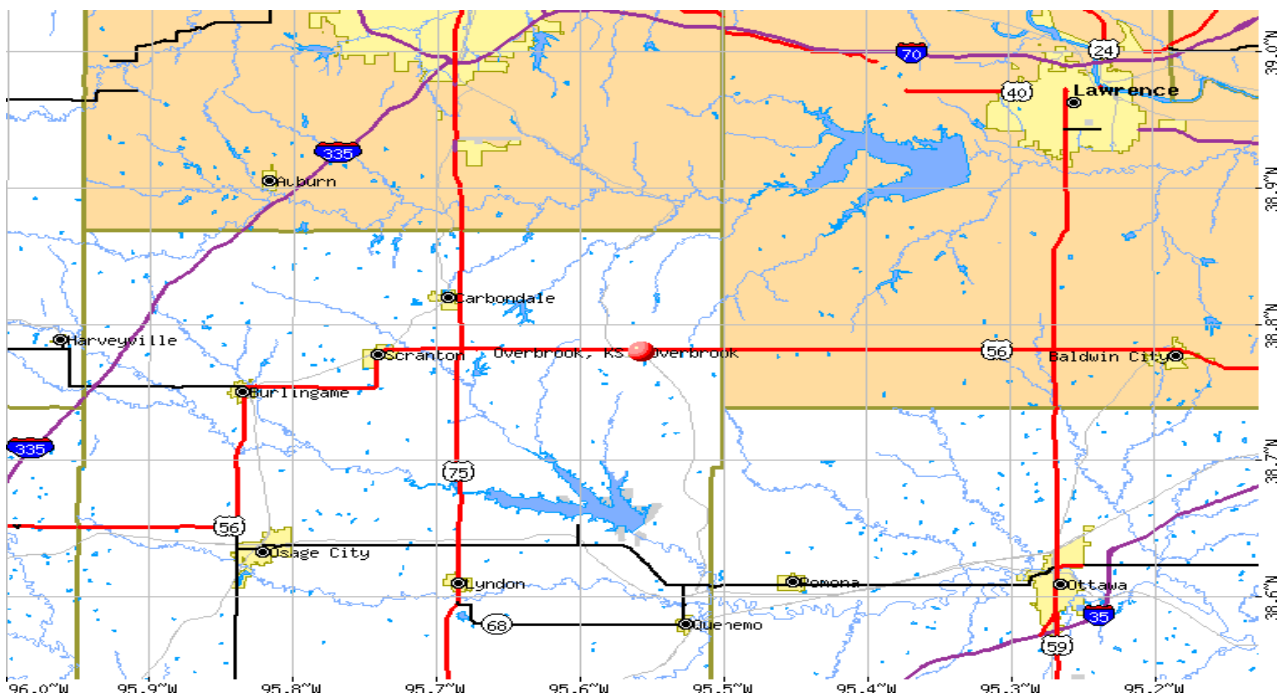 70
24
39.0°N
40
Lawrence
335
Auburn
38.9°N
Carbondale
38.8°N
Harveyville
Scranton
Overbrook, KS
Overbrook
56
Baldwin City
Burlingame
335
75
38.7°N
56
Osage City
Lyndon
Pomona
Ottawa
38.6°N
68
Quenemo
35
59
96.0°W
95.9°W
95.8°W
95.7°W
95.6°W
95.5°W
95.4°W
95.3°W
95.2°W